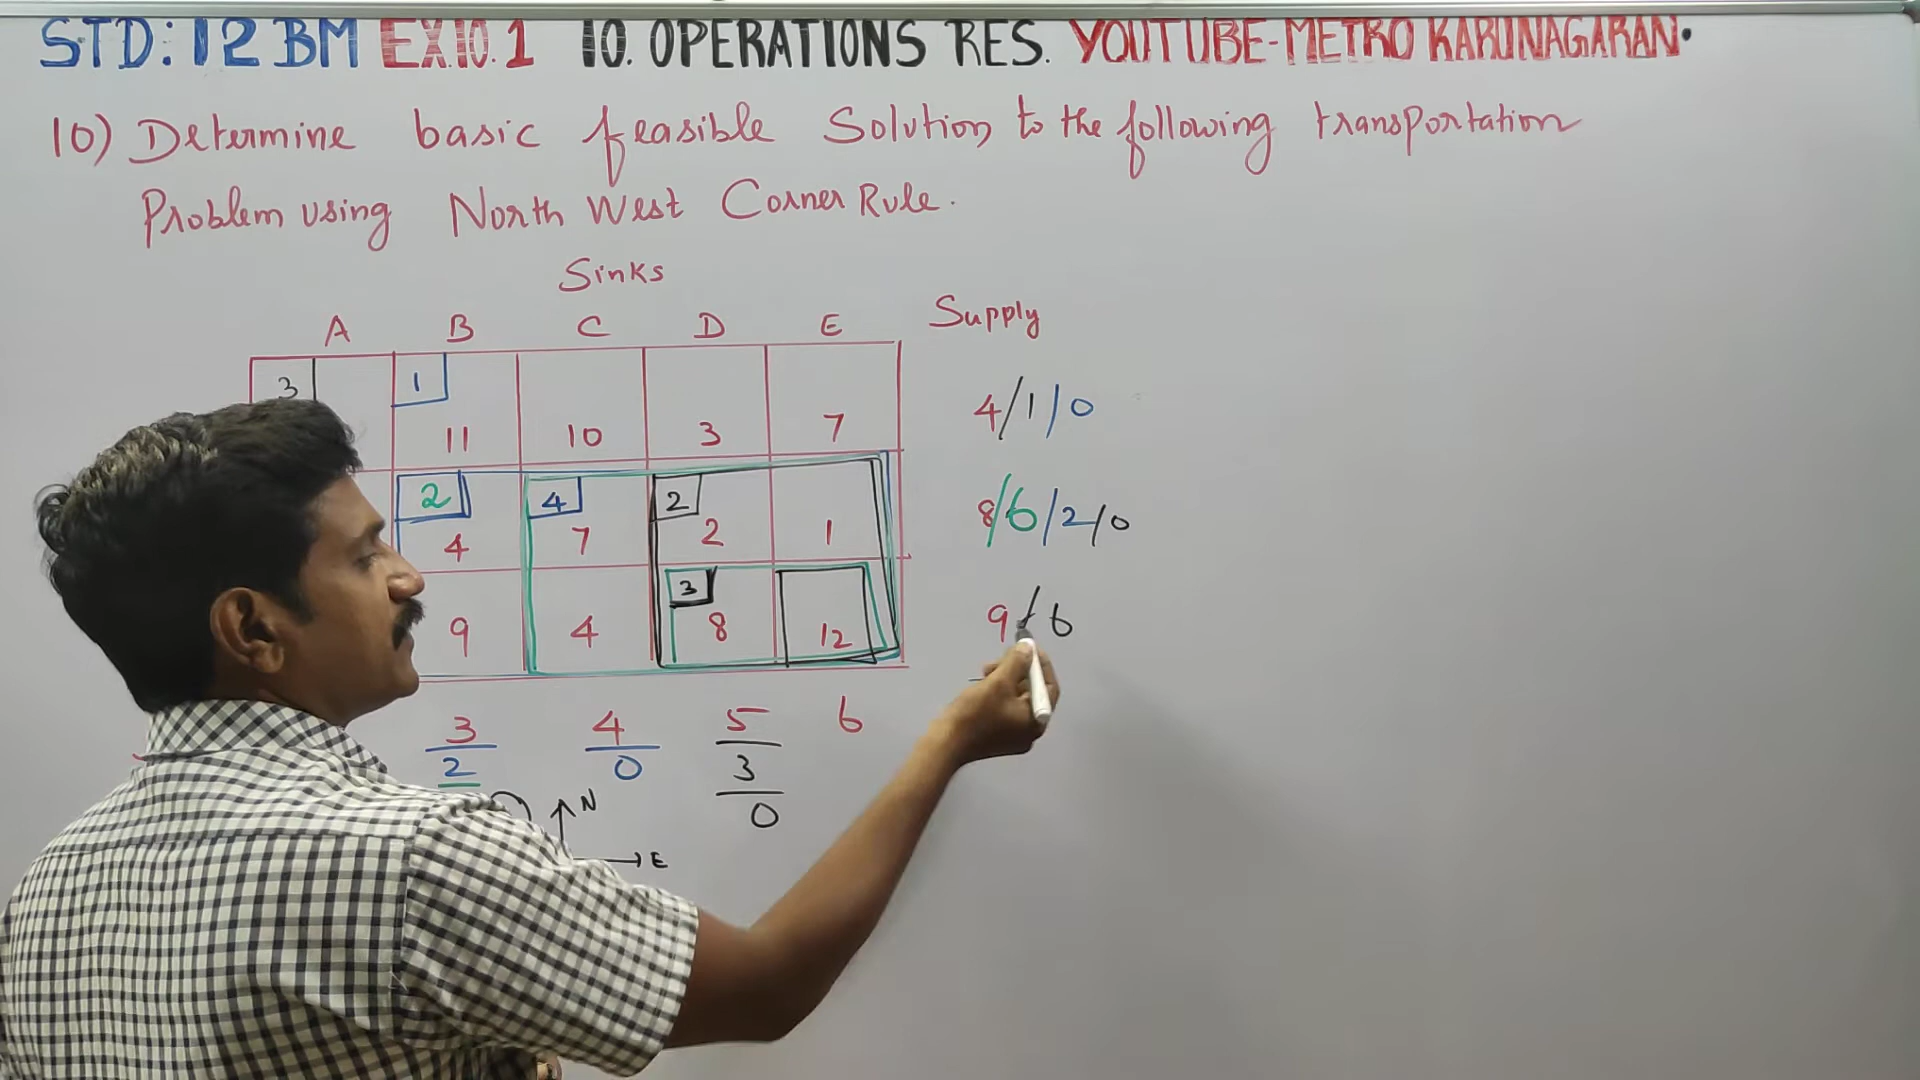 STD: 12 BM EX.10.1 10. OPERATIONS RES. YOUTUBE-METRO KARUNAGARAN.
10) Determine basic feasible Solution to the following transportation
Problem using North West Corner Rule.
Sinks
A B C D E Supply
3 1
11 10 3 7 4/1/0
2 4 2
4 7 2 1 8/6/2/0
3
9 4 8 12 9/6
3 4 5 6
2 0 3
N 0
E